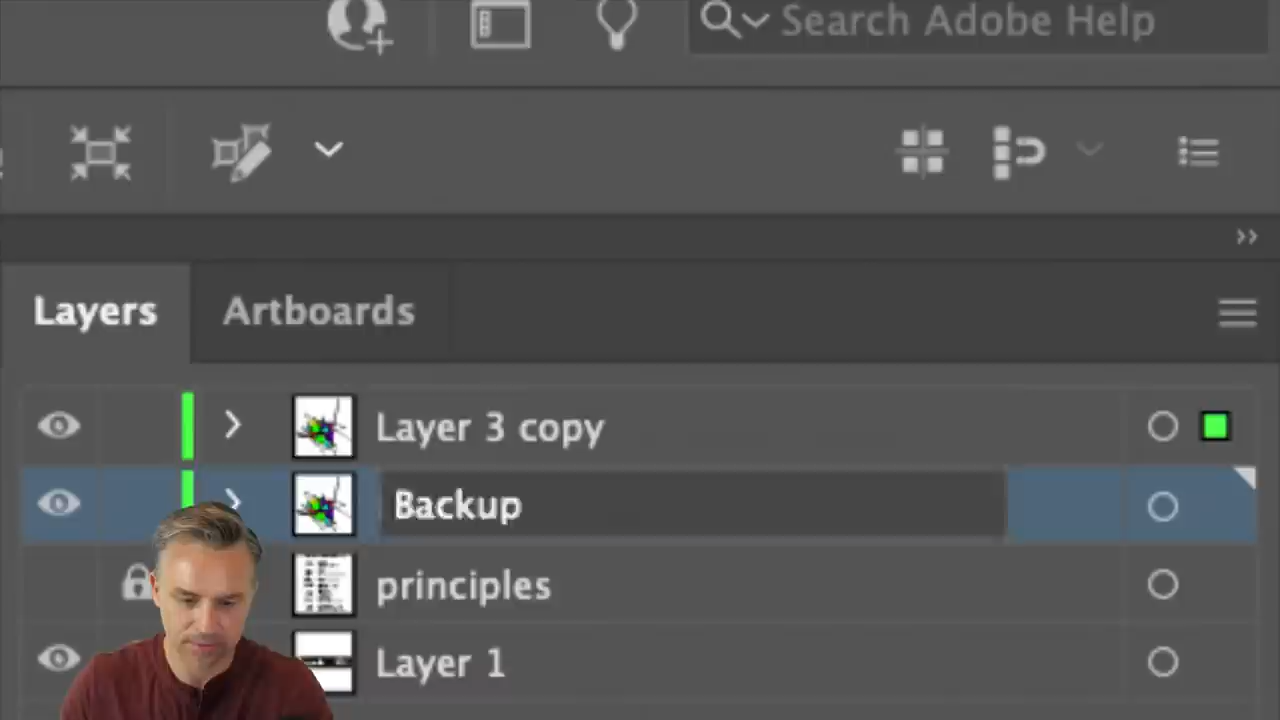 Search Adobe Help
Layers Artboards
Layer 3 copy
Backup
principles
Layer 1